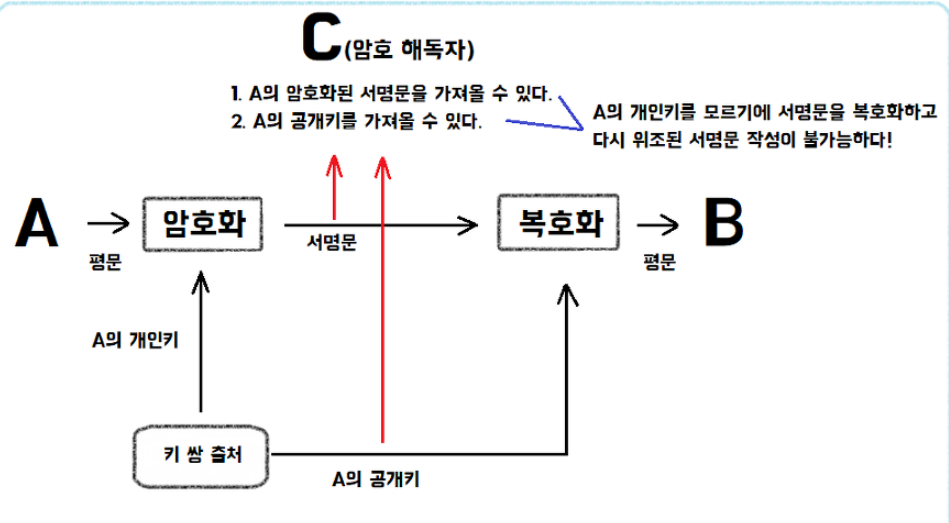 C(암호 해독자)
1. A의 암호화된 서명문을 가져올 수 있다.
2. A의 공개키를 가져올 수 있다.
A의 개인키를 모르기에 서명문을 복호화하고
다시 위조된 서명문 작성이 불가능하다!
A
평문
암호화
서명문
복호화
평문
B
A의 개인키
키 쌍 출처
A의 공개키